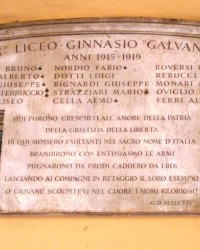 LICEO GINNASIO "GALVANI
ANNI 1915-1919
BRUNO★ NORDIO FABIO★ ROVERSI
ALBERTO DOTTI LUIGI REBUCCI
GIUSEPPE BIGNARDI GIUSEPPE MONARI A
FERRUCCIO STRAZZIARI MARIO★ OVIGLIO
ELISEO CELLA ALMO★ FERRI AL
QUI FURONO CRESCIUTI ALL'AMORE DELLA PATRIA
DELLA GIUSTIZIA DELLA LIBERTÀ
DI QUI MOSSERO ESULTANTI NEL SACRO NOME D'ITALIA
BRANDIRONO CON ENTUSIASMO LE ARMI
PUGNARONO DA PRODI CADDERO DA EROI
LASCIANDO AI COMPAGNI IN RETAGGIO IL LORO ESEMPIO
O GIOVANI SCOLPITEVI NEL CUORE I NOMI GLORIOSI
G.D. BELLETTI